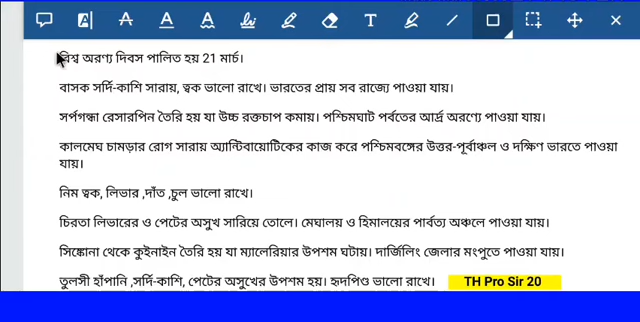 বিশ্ব অরণ্য দিবস পালিত হয় 21 মার্চ।
বাসক সর্দি-কাশি সারায়, ত্বক ভালো রাখে। ভারতের প্রায় সব রাজ্যে পাওয়া যায়।
সর্পগন্ধা রেসারপিন তৈরি হয় যা উচ্চ রক্তচাপ কমায়। পশ্চিমঘাট পর্বতের আর্দ্র অরণ্যে পাওয়া যায়।
কালমেঘ চামড়ার রোগ সারায় অ্যান্টিবায়োটিকের কাজ করে পশ্চিমবঙ্গের উত্তর-পূর্বাঞ্চল ও দক্ষিণ ভারতে পাওয়া
যায়।
নিম ত্বক, লিভার ,দাঁত ,চুল ভালো রাখে।
চিরতা লিভারের ও পেটের অসুখ সারিয়ে তোলে। মেঘালয় ও হিমালয়ের পার্বত্য অঞ্চলে পাওয়া যায়।
সিঙ্কোনা থেকে কুইনাইন তৈরি হয় যা ম্যালেরিয়ার উপশম ঘটায়। দার্জিলিং জেলার মংপুতে পাওয়া যায়।
তুলসী হাঁপানি ,সর্দি-কাশি, পেটের অসুখের উপশম হয়। হৃদপিণ্ড ভালো রাখে। TH Pro Sir 20